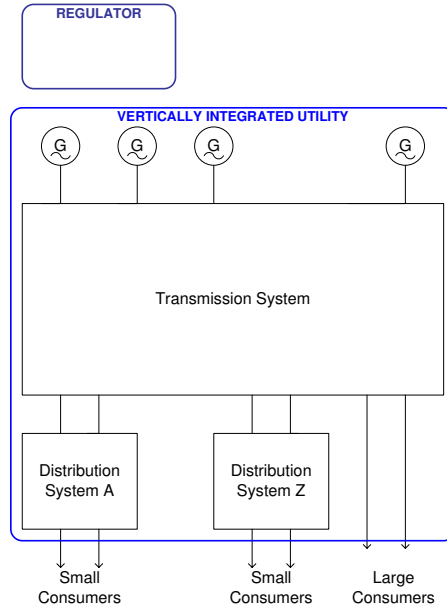 REGULATOR
VERTICALLY INTEGRATED UTILITY
G
G
G
G
Transmission System
Distribution
System A
Distribution
System Z
Small
Consumers
Small
Consumers
Large
Consumers